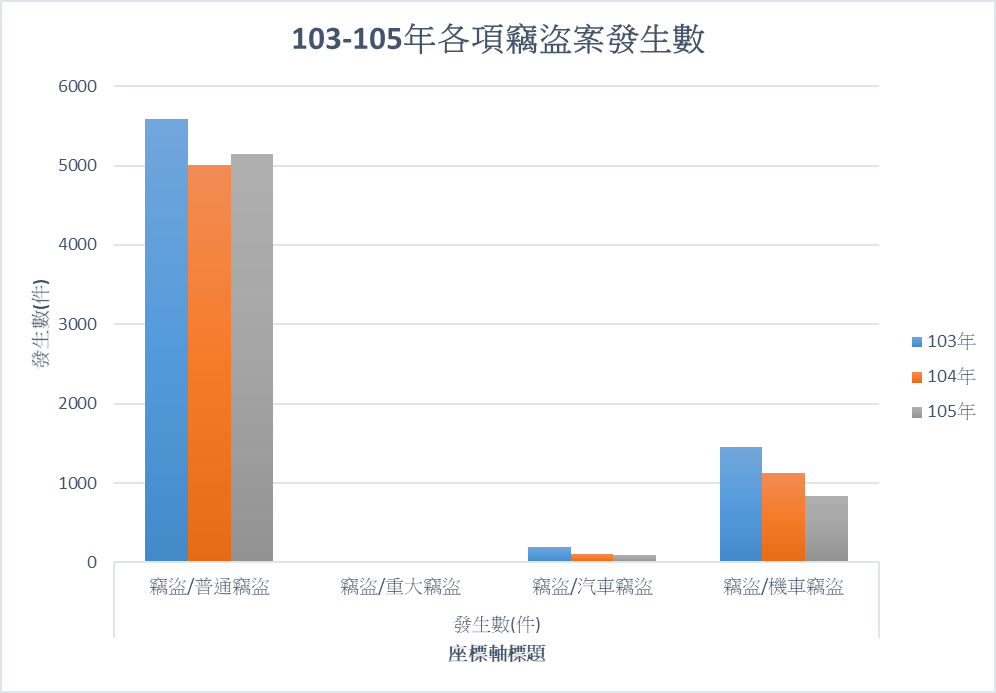 103-105年各項竊盜案發生數
6000
5000
4000
3000
2000
1000
0
發生數(件)
竊盜/普通竊盜
竊盜/重大竊盜
竊盜/汽車竊盜
竊盜/機車竊盜
發生數(件)
座標軸標題
103年
104年
105年